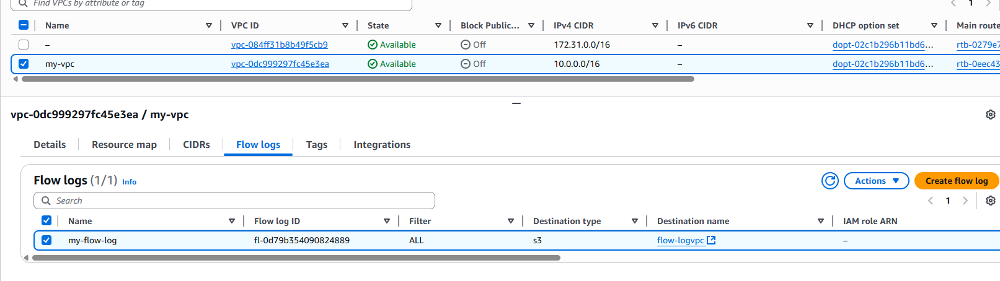 Find VPCs by attribute or tag 1
Name VPC ID State Block Public... IPv4 CIDR IPv6 CIDR DHCP option set Main route
– vpc-084ff31b8b49f5cb9 Available Off 172.31.0.0/16 – dopt-02c1b296b11bd6... rtb-0279e7
my-vpc vpc-0dc999297fc45e3ea Available Off 10.0.0.0/16 – dopt-02c1b296b11bd6... rtb-0eec43
vpc-0dc999297fc45e3ea / my-vpc
Details Resource map CIDRs Flow logs Tags Integrations
Flow logs (1/1) Info Actions Create flow log
Search 1
Name Flow log ID Filter Destination type Destination name IAM role ARN
my-flow-log fl-0d79b354090824889 ALL s3 flow-logvpc –